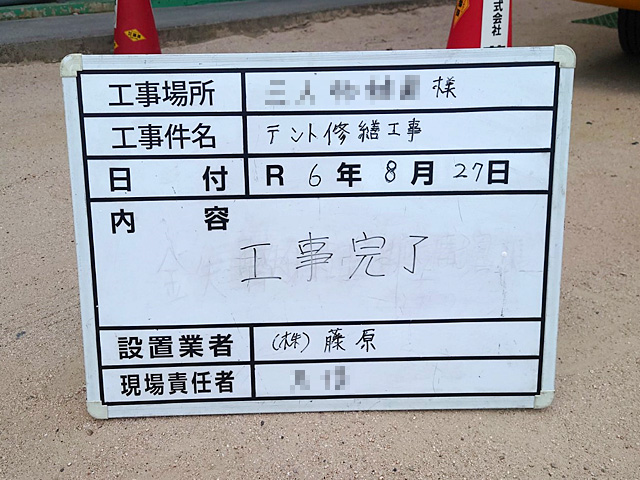 式会社
工事場所 様
工事件名 テント修繕工事
日付 R6年8月27日
内容
工事完了
設置業者 (株)藤原
現場責任者